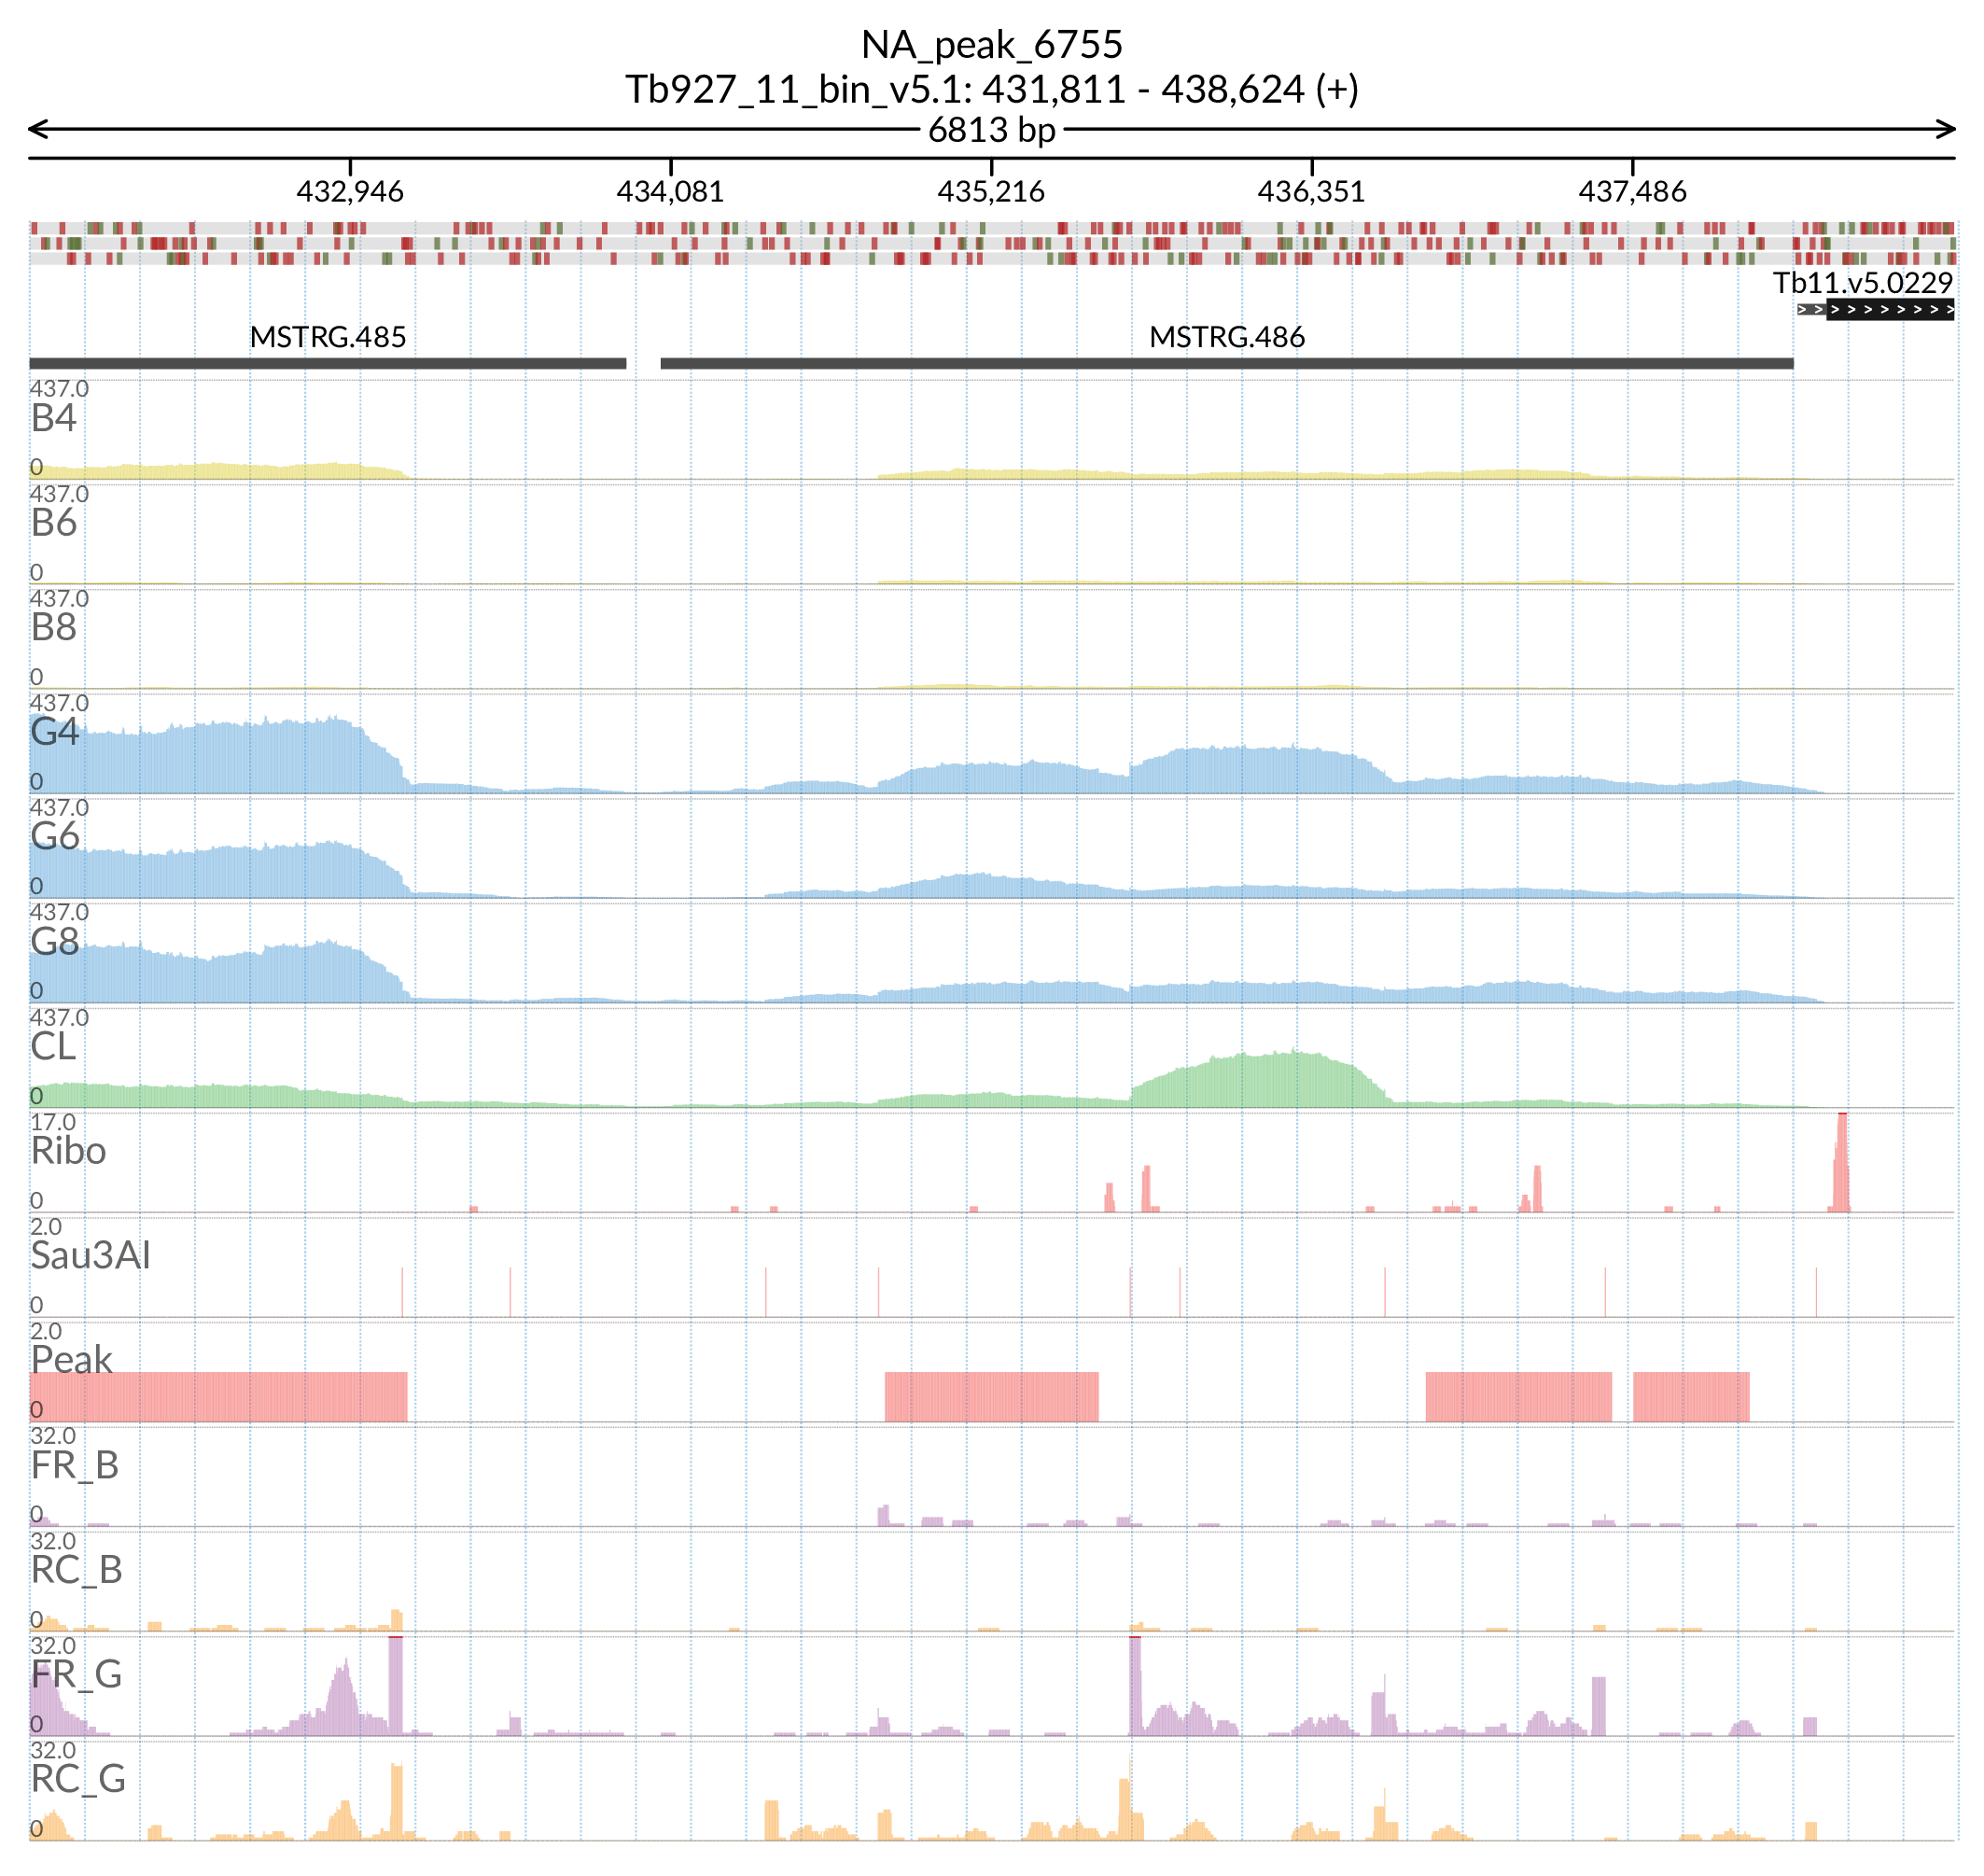 NA_peak_6755
Tb927_11_bin_v5.1: 431,811 - 438,624 (+)
6813 bp
432,946 434,081 435,216 436,351 437,486
Tb11.v5.0229
MSTRG.485 MSTRG.486
437.0
B4
0
437.0
B6
0
437.0
B8
0
437.0
G4
0
437.0
G6
0
437.0
G8
0
437.0
CL
0
17.0
Ribo
0
2.0
Sau3AI
0
2.0
Peak
0
32.0
FR_B
0
32.0
RC_B
0
32.0
FR_G
0
32.0
RC_G
0